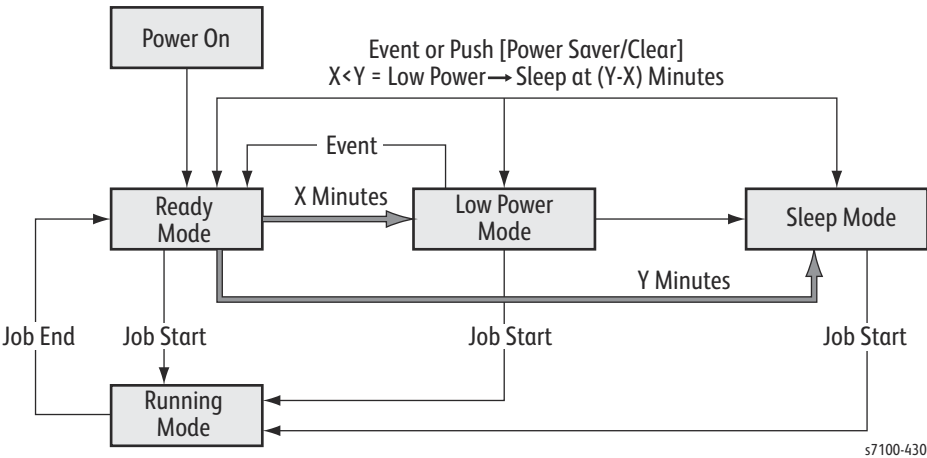 Power On
Event or Push [Power Saver/Clear]
X<Y = Low Power→Sleep at (Y-X) Minutes
Event
Ready
Mode
X Minutes
Low Power
Mode
Sleep Mode
Y Minutes
Job End
Job Start
Job Start
Job Start
Running
Mode
s7100-430